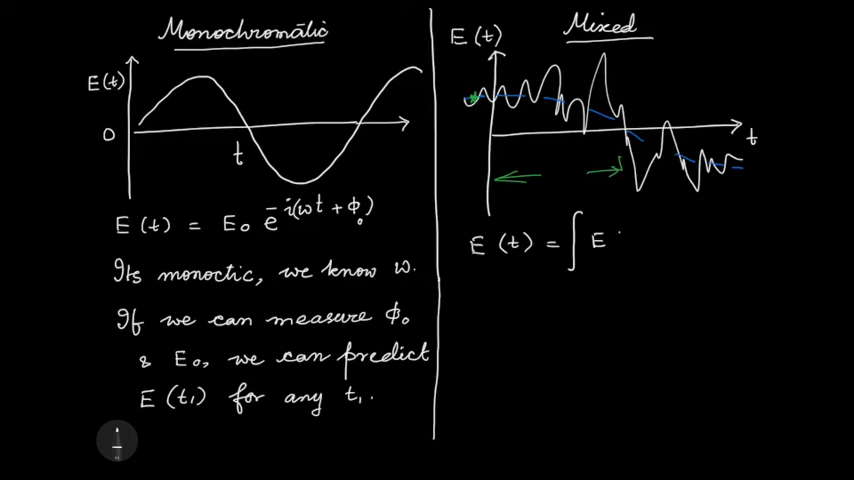 Monochromatic
E(t)
0
t
E(t) = E₀ e^-i(ωt + ϕ₀)
Its monoctic, we know ω.
If we can measure ϕ₀
& E₀, we can predict
E(t₁) for any t₁.
Mixed
E(t)
t
E(t) = ∫ E